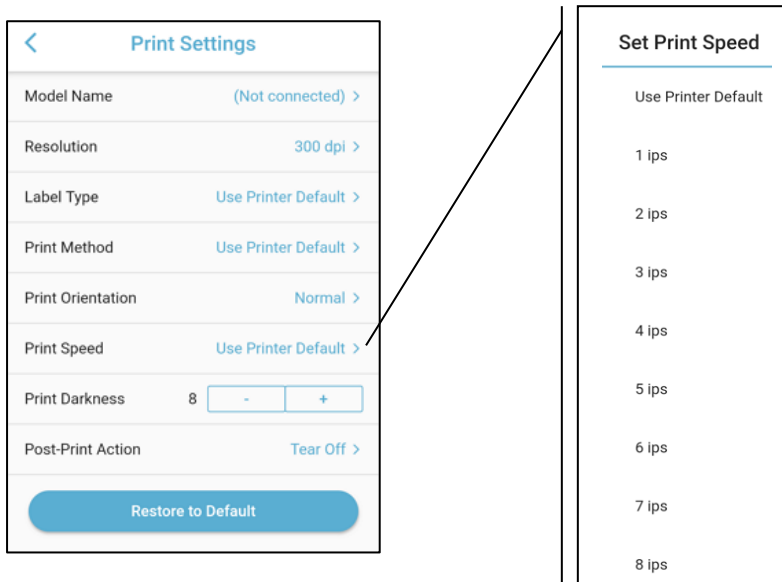 Print Settings
Model Name (Not connected) >
Resolution 300 dpi >
Label Type Use Printer Default >
Print Method Use Printer Default >
Print Orientation Normal >
Print Speed Use Printer Default >
Print Darkness 8 - +
Post-Print Action Tear Off >
Restore to Default
Set Print Speed
Use Printer Default
1 ips
2 ips
3 ips
4 ips
5 ips
6 ips
7 ips
8 ips